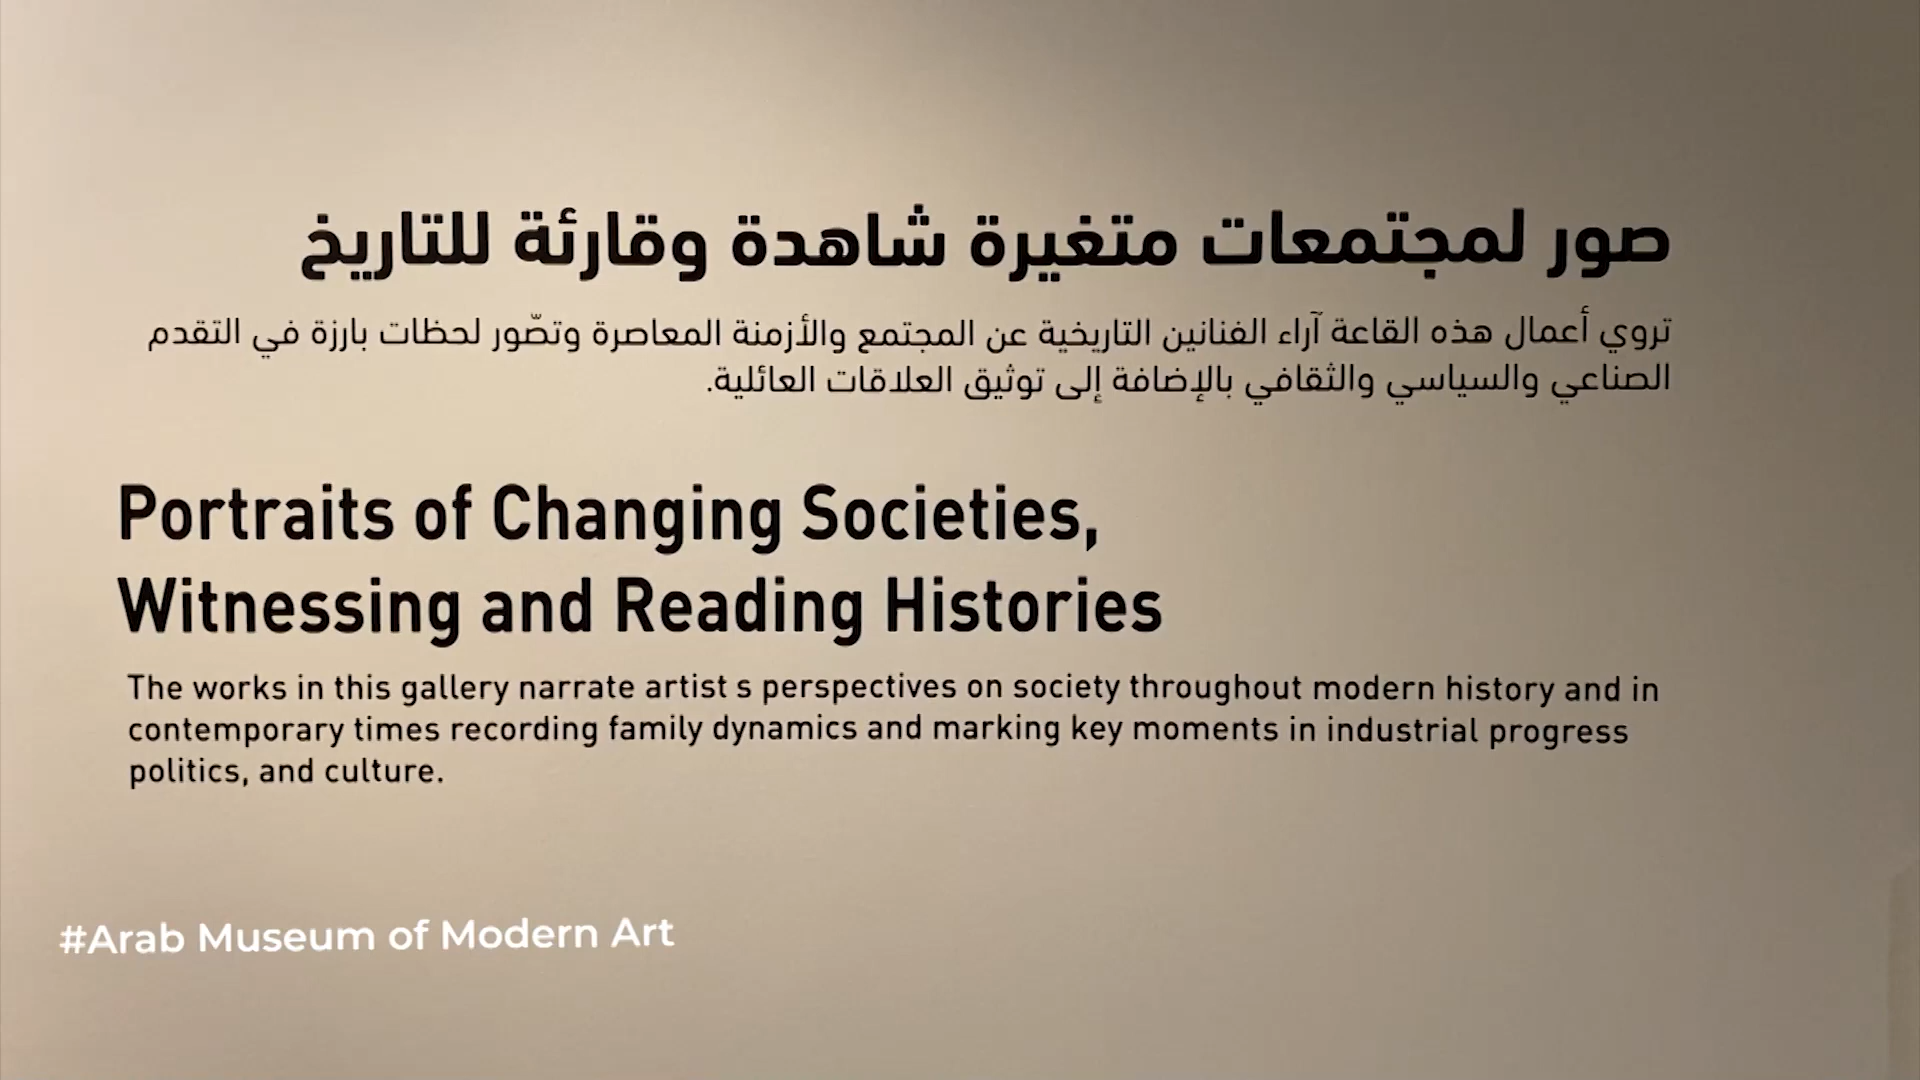 صور لمجتمعات متغيرة شاهدة وقارئة للتاريخ
تروي أعمال هذه القاعة آراء الفنانين التاريخية عن المجتمع والأزمنة المعاصرة وتصّور لحظات بارزة في التقدم
الصناعي والسياسي والثقافي بالإضافة إلى توثيق العلاقات العائلية.
Portraits of Changing Societies,
Witnessing and Reading Histories
The works in this gallery narrate artist s perspectives on society throughout modern history and in
contemporary times recording family dynamics and marking key moments in industrial progress
politics, and culture.
#Arab Museum of Modern Art